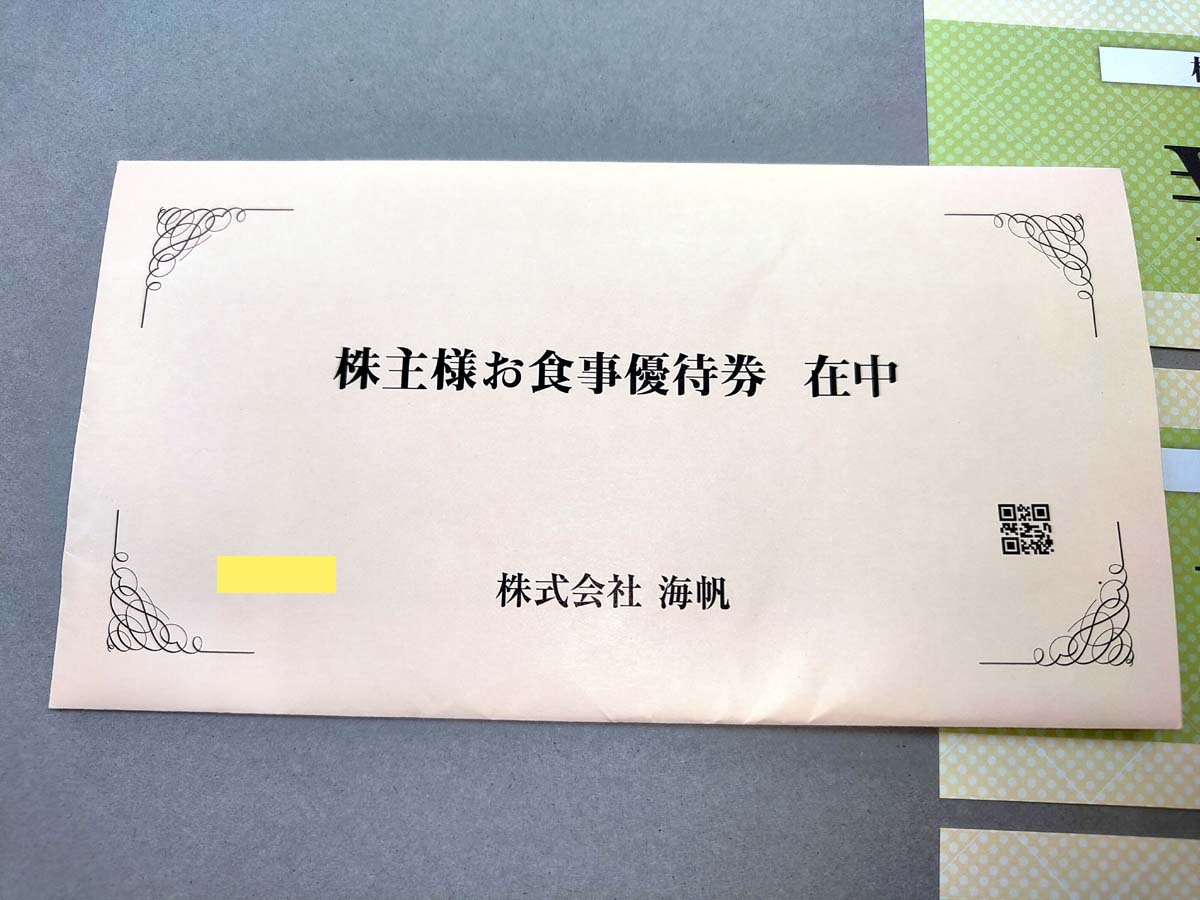 株主様お食事優待券 在中
株式会社 海帆
¥